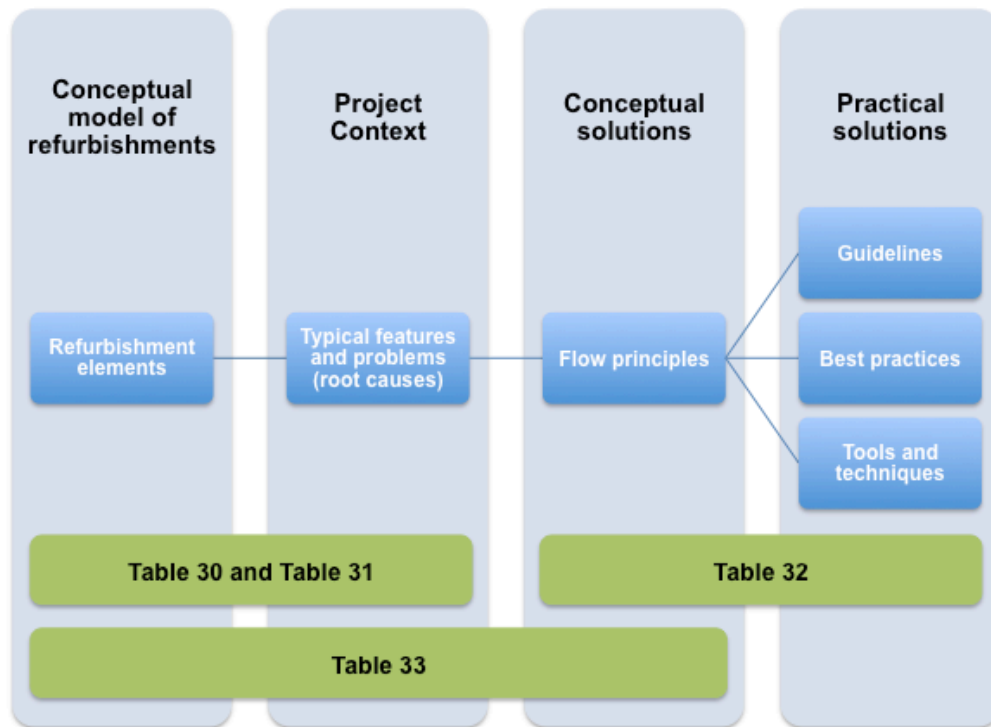 Conceptual
model of
refurbishments
Project
Context
Conceptual
solutions
Practical
solutions
Refurbishment
elements
Typical features
and problems
(root causes)
Flow principles
Guidelines
Best practices
Tools and
techniques
Table 30 and Table 31
Table 32
Table 33